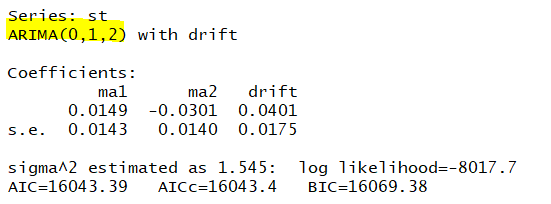 Series: st
ARIMA(0,1,2) with drift
Coefficients:
ma1 ma2 drift
0.0149 -0.0301 0.0401
s.e. 0.0143 0.0140 0.0175
sigma^2 estimated as 1.545: log likelihood=-8017.7
AIC=16043.39 AICc=16043.4 BIC=16069.38